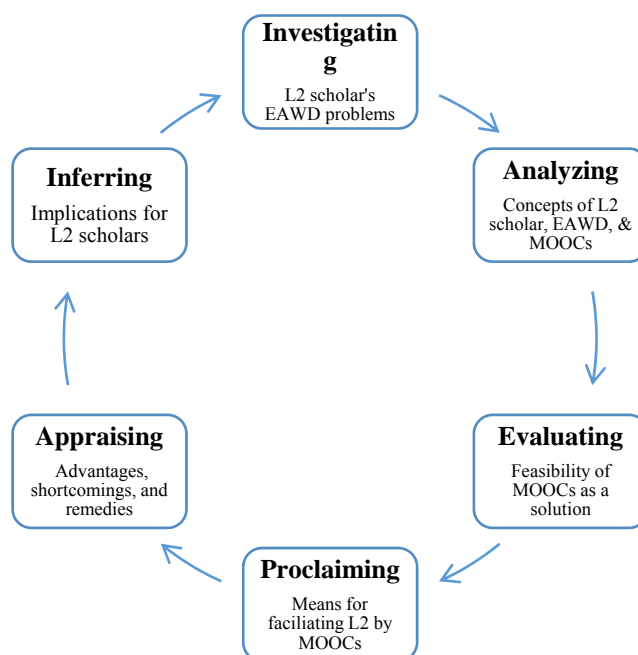 Investigatin
g
L2 scholar's
EAWD problems
Analyzing
Concepts of L2
scholar, EAWD, &
MOOCs
Evaluating
Feasibility of
MOOCs as a
solution
Proclaiming
Means for
faciliating L2 by
MOOCs
Appraising
Advantages,
shortcomings, and
remedies
Inferring
Implications for
L2 scholars